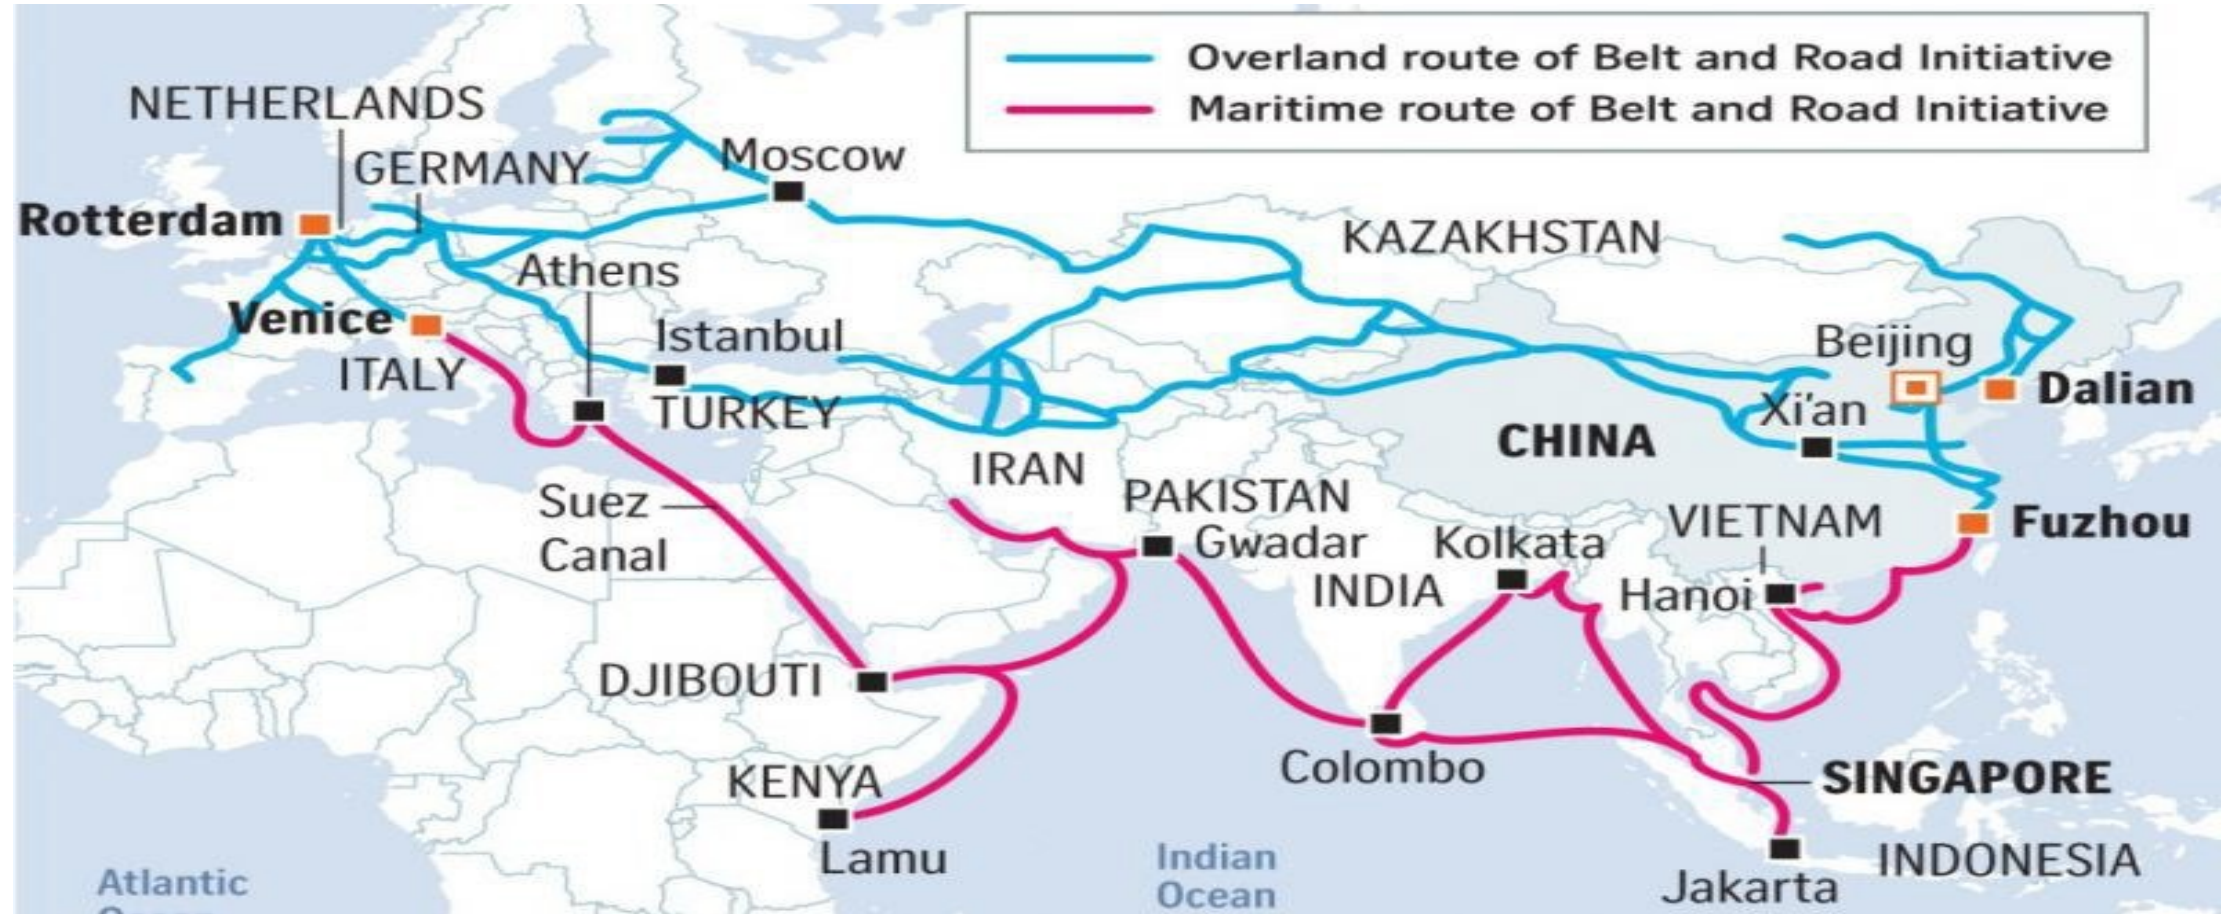 Overland route of Belt and Road Initiative
Maritime route of Belt and Road Initiative
NETHERLANDS
GERMANY
Moscow
Rotterdam
KAZAKHSTAN
Athens
Venice
Istanbul
Beijing
ITALY
Dalian
TURKEY
Xi'an
CHINA
IRAN
PAKISTAN
Suez
Canal
VIETNAM
Fuzhou
Gwadar
Kolkata
INDIA
Hanoi
DJIBOUTI
Colombo
SINGAPORE
KENYA
Lamu
Indian
Ocean
INDONESIA
Jakarta
Atlantic